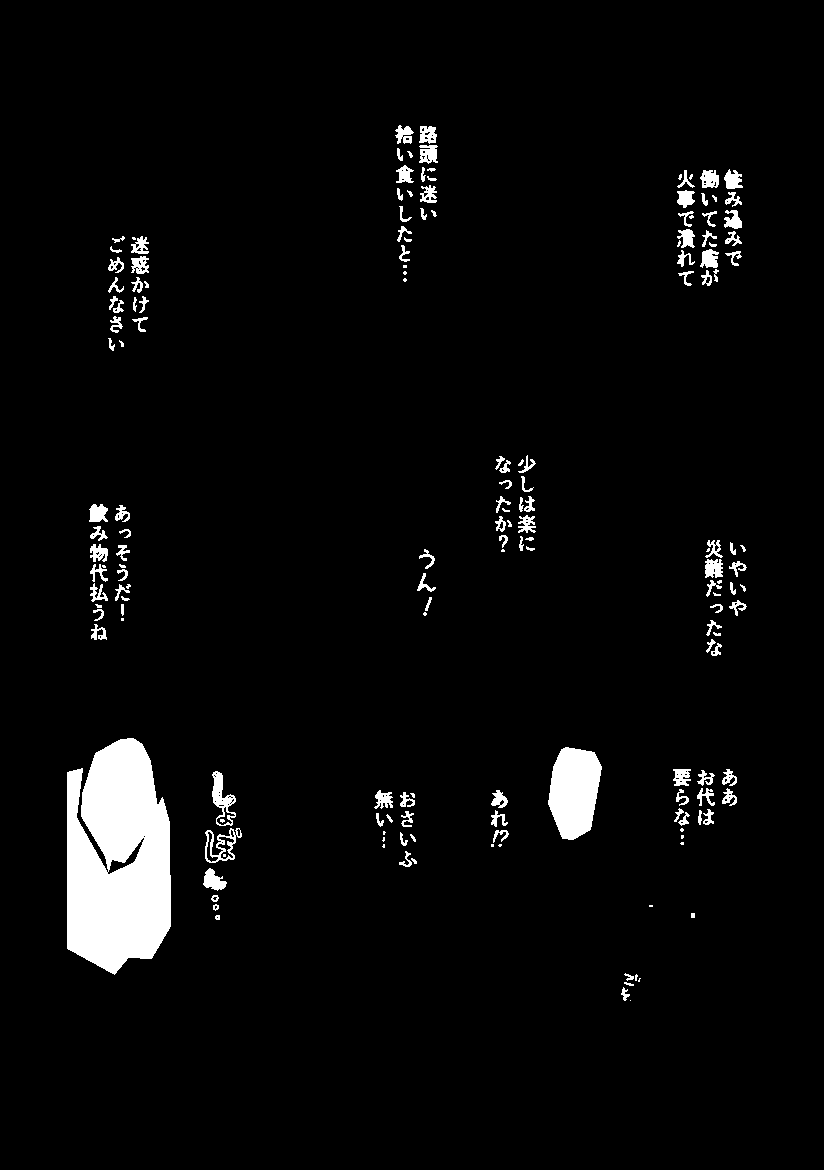 住み込みで
働いてた店が
火事で潰れて
路頭に迷い
拾い食いしたと…
迷惑かけて
ごめんなさい
いやいや
災難だったな
少しは楽に
なったか？
うん！
あっそうだ！
飲み物代払うね
ああ
お代は
要らな…
ごそ
あれ!?
おさいふ
無い…
しょぼし…